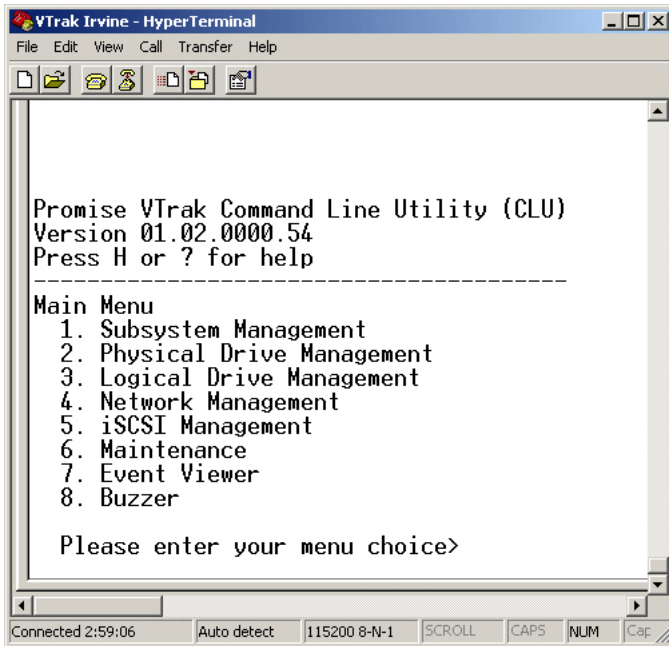 VTrak Irvine - HyperTerminal
File Edit View Call Transfer Help
Promise VTrak Command Line Utility (CLU)
Version 01.02.0000.54
Press H or ? for help
-----------------------------------------
Main Menu
1. Subsystem Management
2. Physical Drive Management
3. Logical Drive Management
4. Network Management
5. iSCSI Management
6. Maintenance
7. Event Viewer
8. Buzzer
Please enter your menu choice>
Connected 2:59:06 Auto detect 115200 8-N-1 SCROLL CAPS NUM Cap